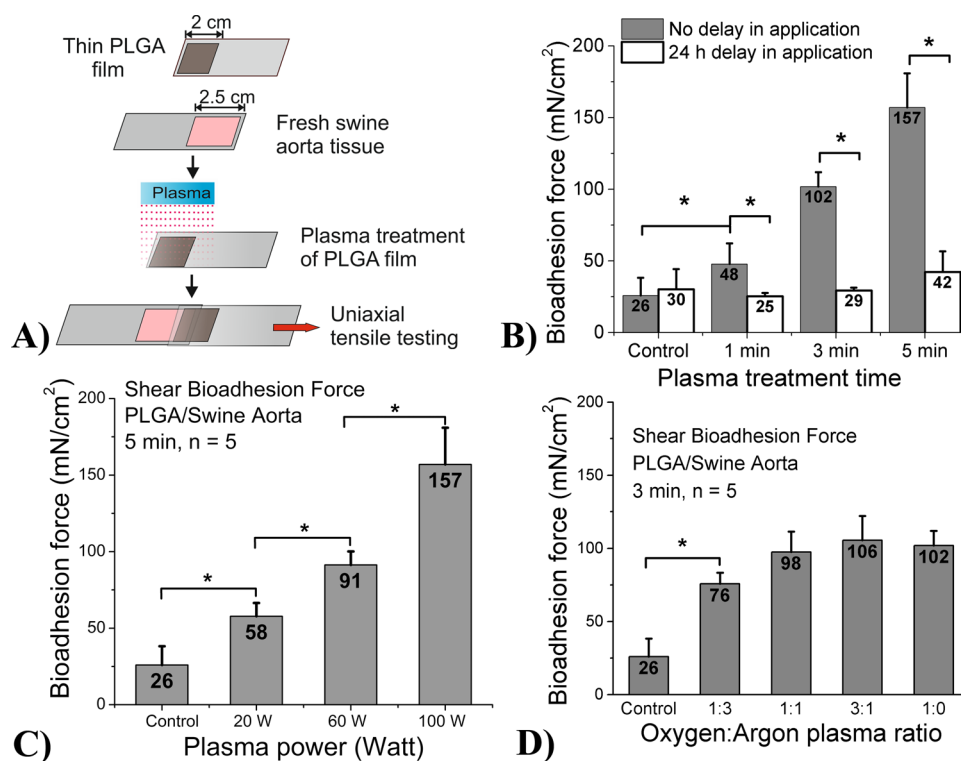 2 cm
Thin PLGA
film
2.5 cm
Fresh swine
aorta tissue
Plasma
Plasma treatment
of PLGA film
Uniaxial
tensile testing
A)
No delay in application
24 h delay in application
Bioadhesion force (mN/cm²)
200
150
100
50
0
*
*
*
*
26
30
48
25
102
29
157
42
Control
1 min
3 min
5 min
Plasma treatment time
B)
Shear Bioadhesion Force
PLGA/Swine Aorta
5 min, n = 5
Bioadhesion force (mN/cm²)
200
150
100
50
0
*
*
*
26
58
91
157
Control
20 W
60 W
100 W
Plasma power (Watt)
C)
Shear Bioadhesion Force
PLGA/Swine Aorta
3 min, n = 5
Bioadhesion force (mN/cm²)
200
150
100
50
0
*
26
76
98
106
102
Control
1:3
1:1
3:1
1:0
Oxygen:Argon plasma ratio
D)